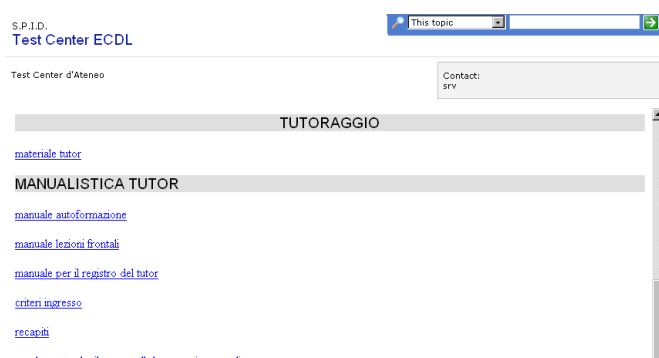 S.P.I.D.
Test Center ECDL
This topic
Test Center d'Ateneo
Contact:
srv
TUTORAGGIO
materiale tutor
MANUALISTICA TUTOR
manuale autoformazione
manuale lezioni frontali
manuale per il registro del tutor
criteri ingresso
recapiti